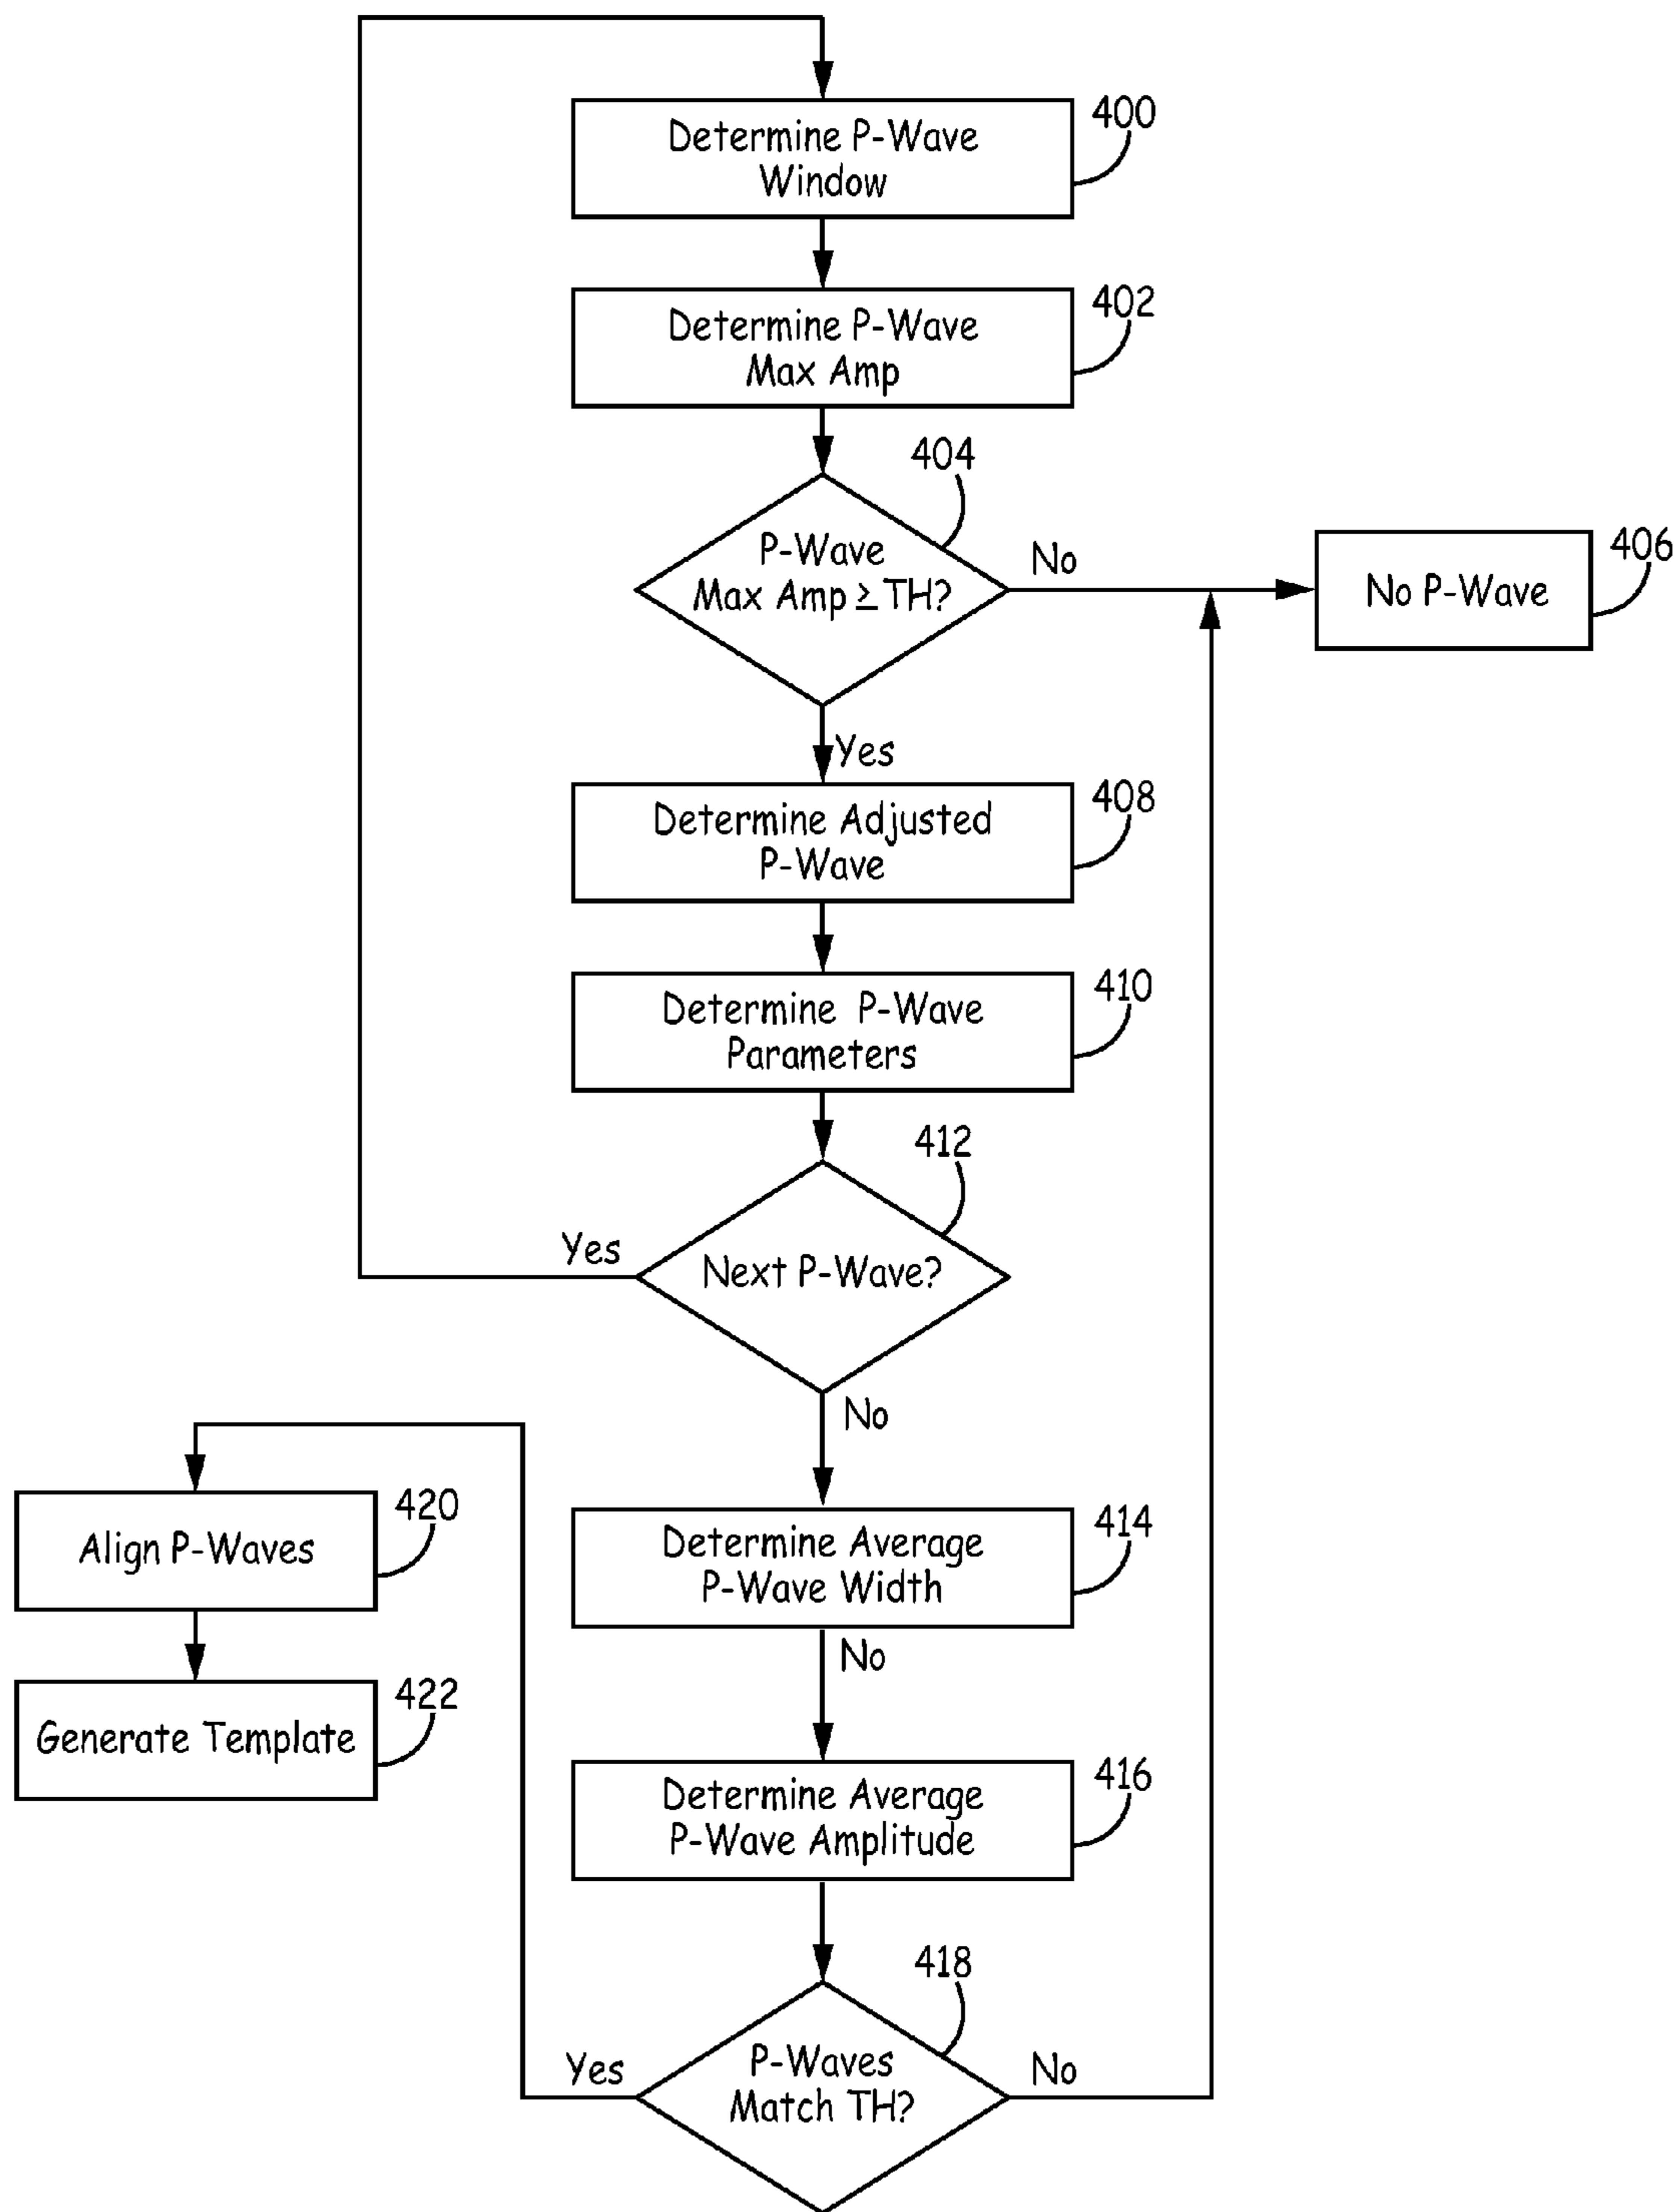 Determine P-Wave
Window
400
Determine P-Wave
Max Amp
402
404
P-Wave
Max Amp ≥ TH?
No
No P-Wave
406
Yes
Determine Adjusted
P-Wave
408
Determine P-Wave
Parameters
410
412
Yes
Next P-Wave?
No
Align P-Waves
420
Determine Average
P-Wave Width
414
No
Generate Template
422
Determine Average
P-Wave Amplitude
416
418
Yes
P-Waves
Match TH?
No